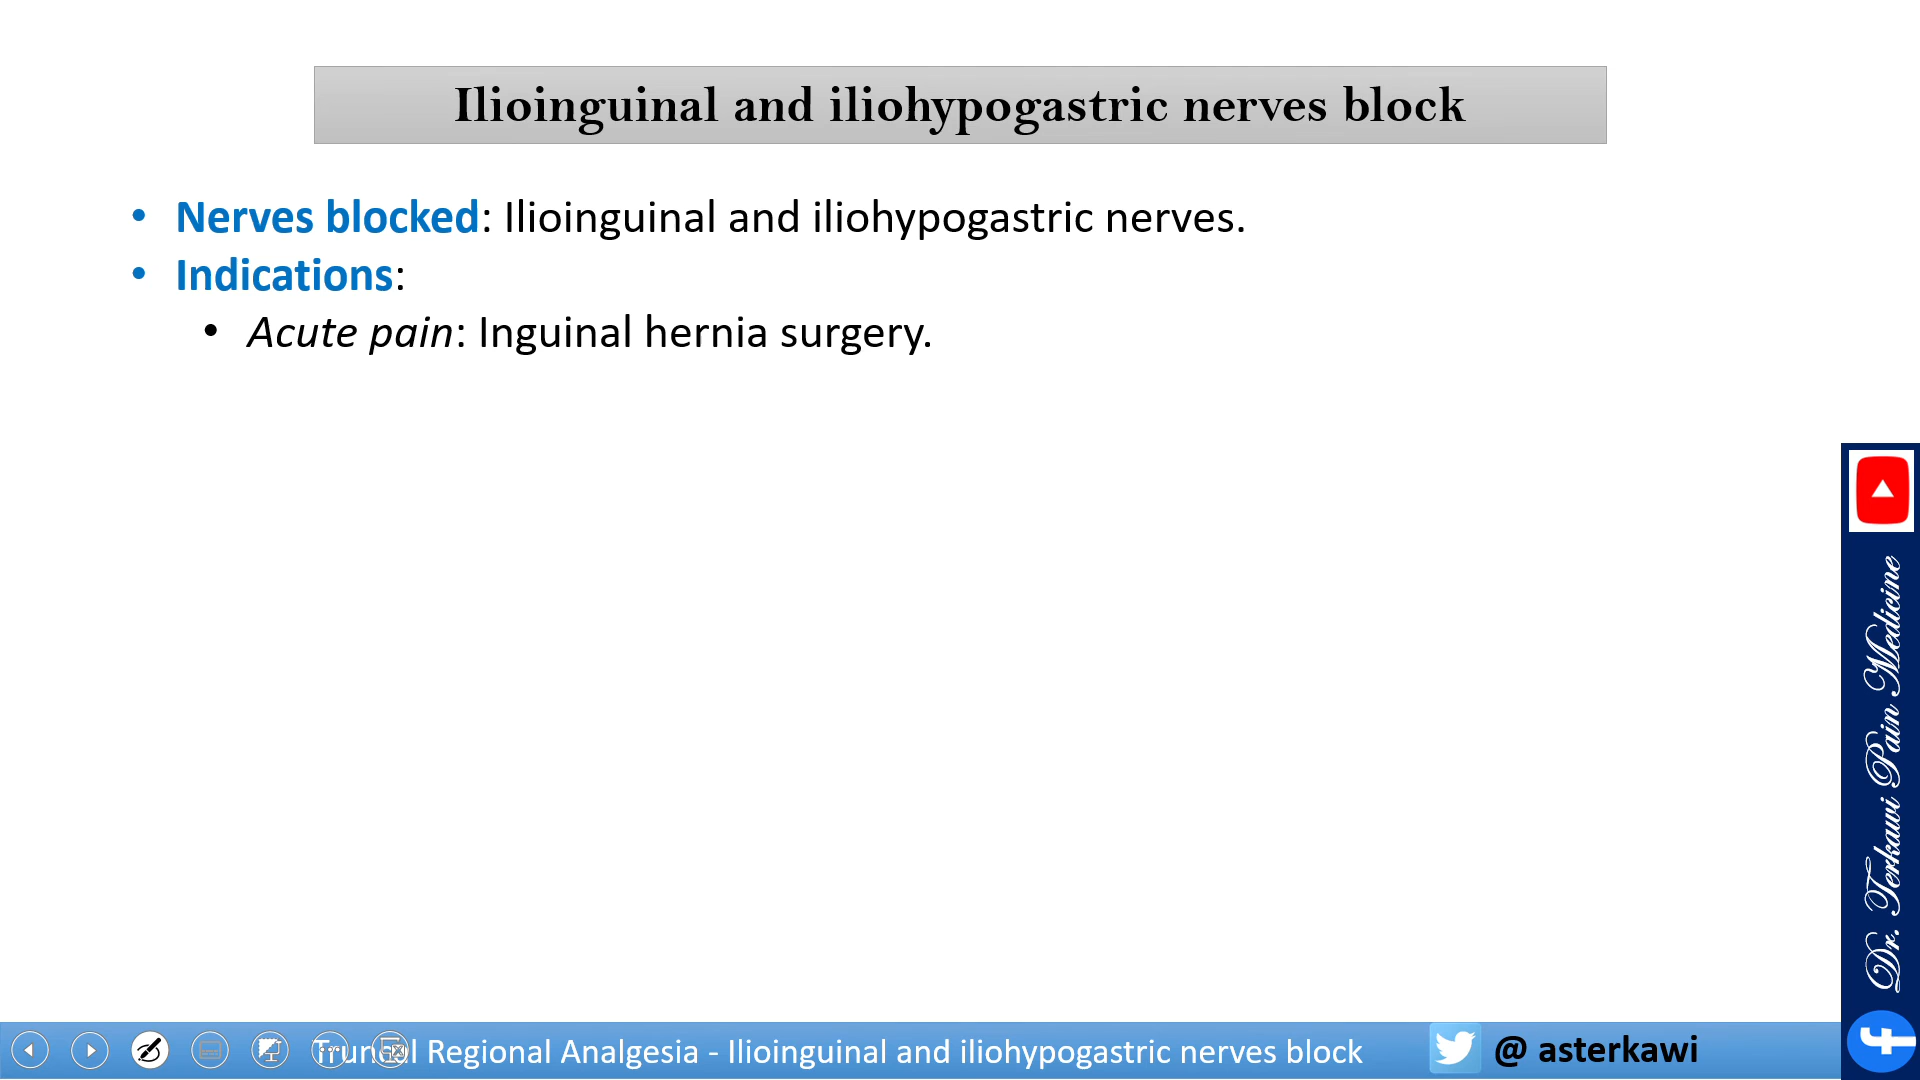 Ilioinguinal and iliohypogastric nerves block
• Nerves blocked: Ilioinguinal and iliohypogastric nerves.
• Indications:
• Acute pain: Inguinal hernia surgery.
Dr. Terkawi Pain Medicine
Truncal Regional Analgesia - Ilioinguinal and iliohypogastric nerves block
@ asterkawi